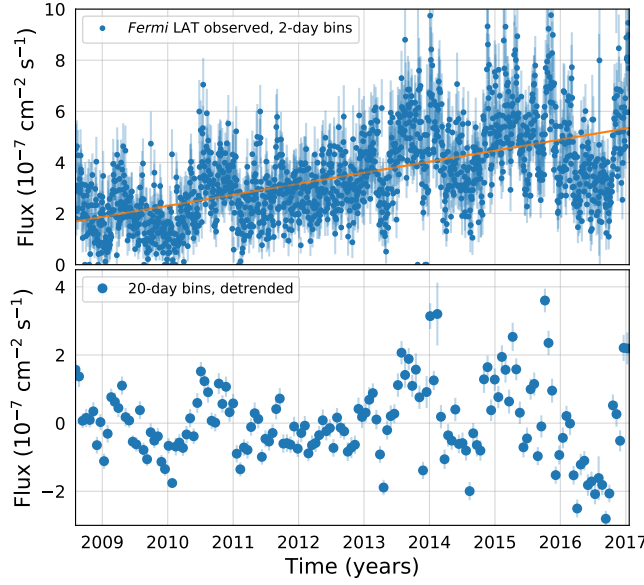 10
8
6
4
2
0
Flux (10⁻⁷ cm⁻² s⁻¹)
Fermi LAT observed, 2-day bins
4
2
0
−2
Flux (10⁻⁷ cm⁻² s⁻¹)
20-day bins, detrended
2009 2010 2011 2012 2013 2014 2015 2016 2017
Time (years)